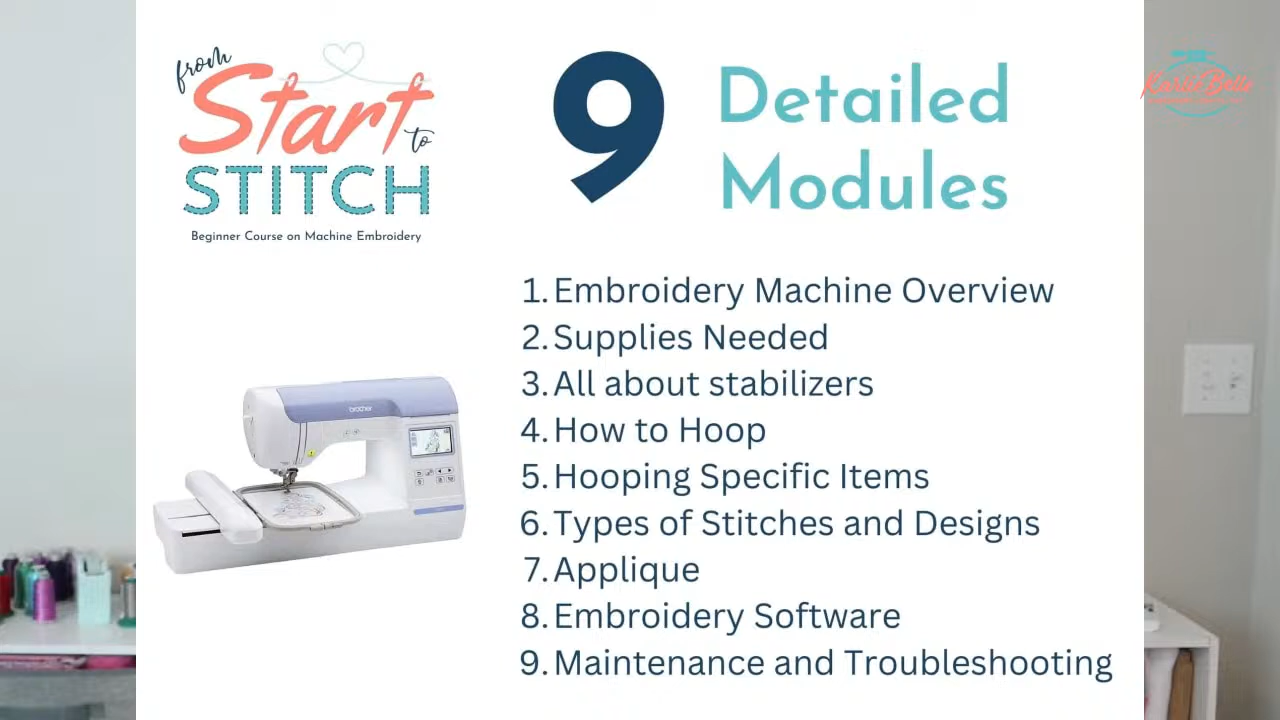 from
Start
to
STITCH
Beginner Course on Machine Embroidery
9
Detailed
Modules
KarleeBelle
1. Embroidery Machine Overview
2. Supplies Needed
3. All about stabilizers
4. How to Hoop
5. Hooping Specific Items
6. Types of Stitches and Designs
7. Applique
8. Embroidery Software
9. Maintenance and Troubleshooting
brother